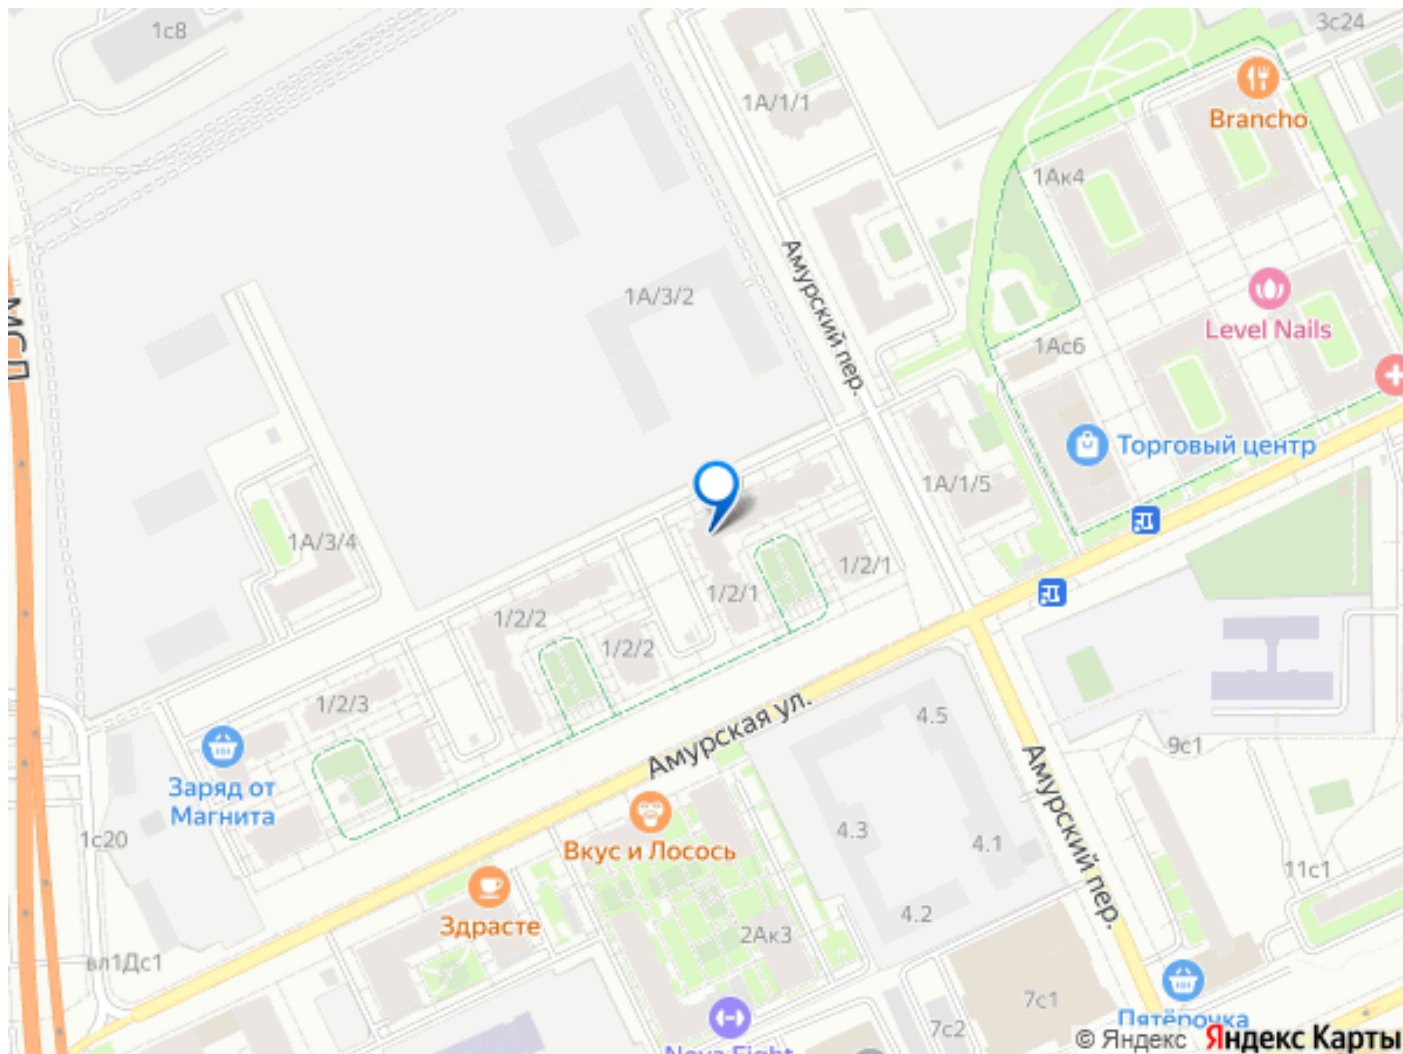 1с8
3с24
1А/1/1
Brancho
1Ак4
Амурский пер.
1А/3/2
Level Nails
1Ас6
Торговый центр
1А/1/5
1А/3/4
1/2/1
1/2/1
1/2/2
1/2/2
1/2/3
4.5
Амурская ул.
9с1
Заряд от
Магнита
1с20
4.3
4.1
Вкус и Лосось
Амурский пер.
11с1
4.2
Здрасте
2Ак3
вл1Дс1
7с1
7с2
Пятёрочка
Nova Fight
© Яндекс Яндекс Карты